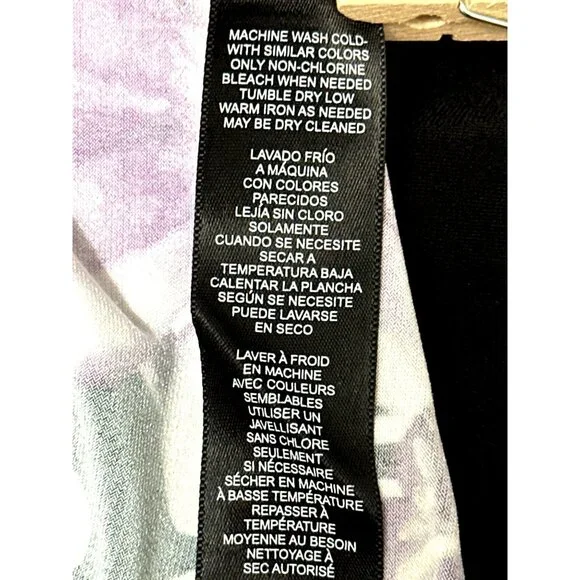 MACHINE WASH COLD-
WITH SIMILAR COLORS
ONLY NON-CHLORINE
BLEACH WHEN NEEDED
TUMBLE DRY LOW
WARM IRON AS NEEDED
MAY BE DRY CLEANED
LAVADO FRÍO
A MÁQUINA
CON COLORES
PARECIDOS
LEJÍA SIN CLORO
SOLAMENTE
CUANDO SE NECESITE
SECAR A
TEMPERATURA BAJA
CALENTAR LA PLANCHA
SEGÚN SE NECESITE
PUEDE LAVARSE
EN SECO
LAVER À FROID
EN MACHINE
AVEC COULEURS
SEMBLABLES
UTILISER UN
JAVELLISANT
SANS CHLORE
SEULEMENT
SI NÉCESSAIRE
SÉCHER EN MACHINE
À BASSE TEMPÉRATURE
REPASSER À
TEMPÉRATURE
MOYENNE AU BESOIN
NETTOYAGE À
SEC AUTORISÉ